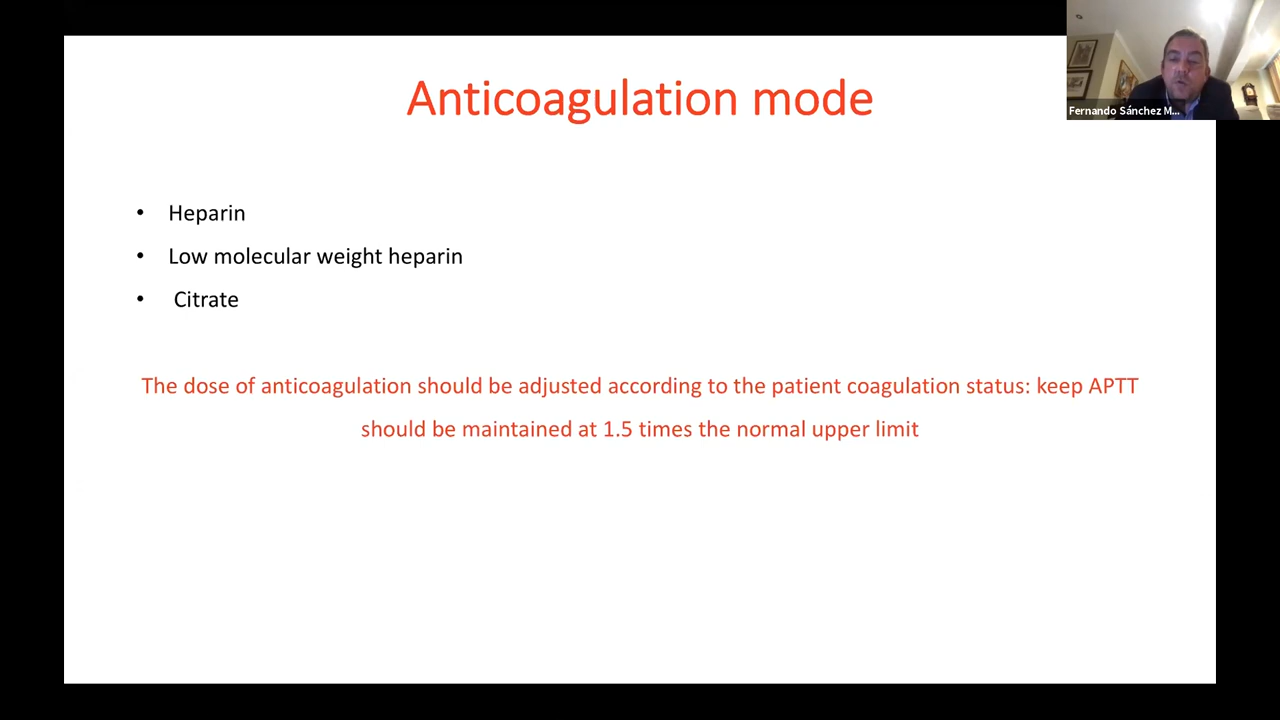 Anticoagulation mode
Fernando Sánchez M...
• Heparin
• Low molecular weight heparin
• Citrate
The dose of anticoagulation should be adjusted according to the patient coagulation status: keep APTT
should be maintained at 1.5 times the normal upper limit